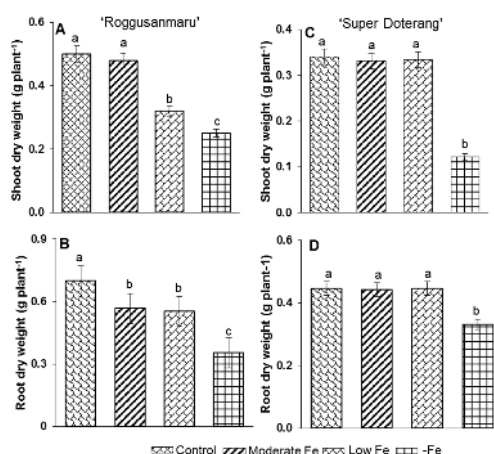 'Roggusanmaru'
'Super Doterang'
A
Shoot dry weight (g plant⁻¹)
0.6
0.4
0.2
0.0
a
a
b
c
C
Shoot dry weight (g plant⁻¹)
0.4
0.3
0.2
0.1
0.0
a
a
a
b
B
Root dry weight (g plant⁻¹)
0.9
0.6
0.3
0
a
b
b
c
D
Root dry weight (g plant-1)
0.6
0.4
0.2
0.0
a
a
a
b
Control Moderate Fe Low Fe -Fe